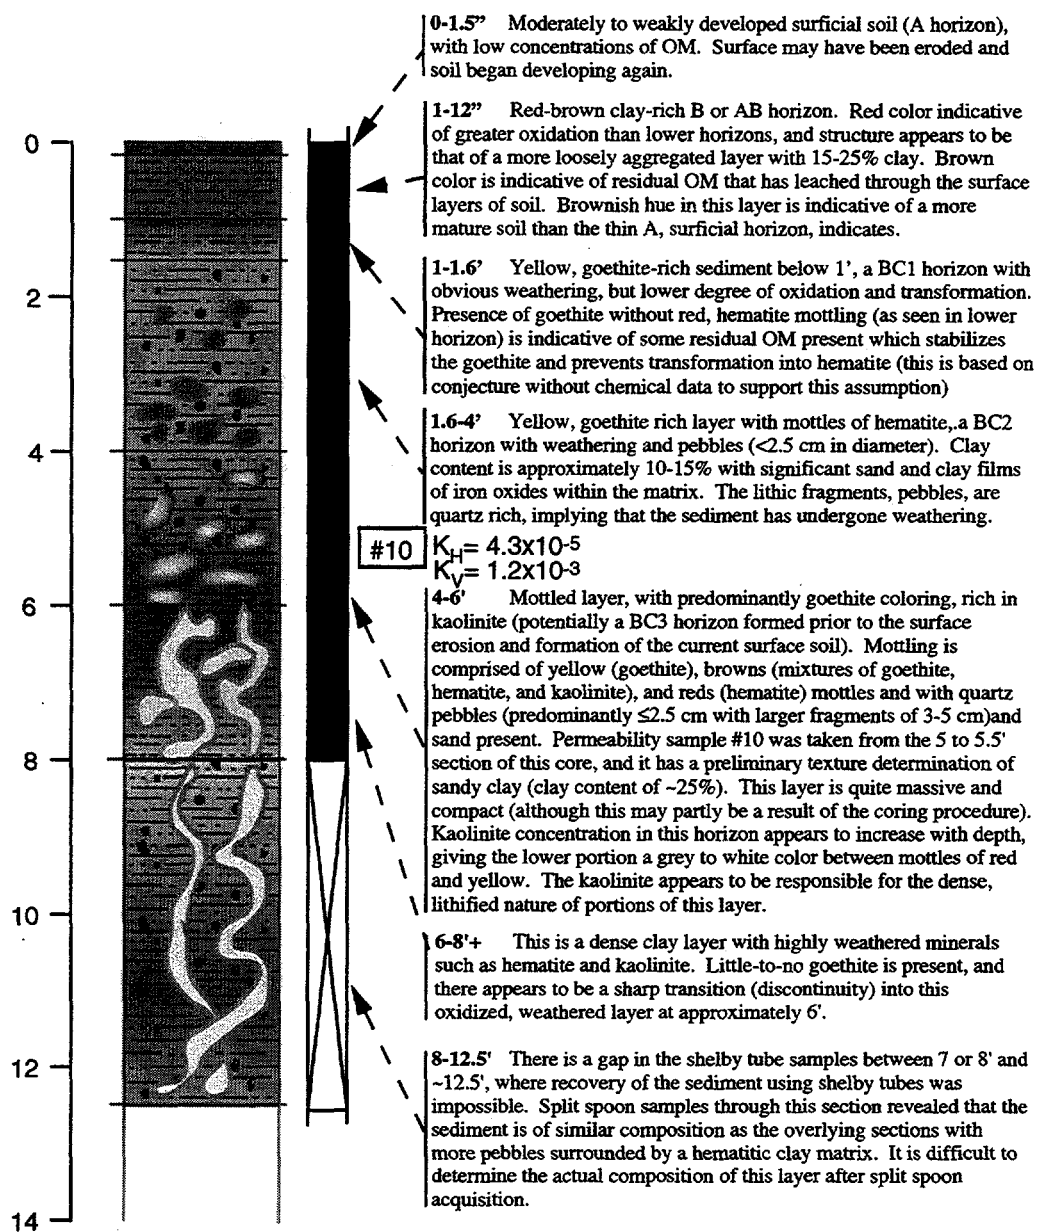 0-1.5” Moderately to weakly developed surficial soil (A horizon),
with low concentrations of OM. Surface may have been eroded and
soil began developing again.
1-12” Red-brown clay-rich B or AB horizon. Red color indicative
of greater oxidation than lower horizons, and structure appears to be
that of a more loosely aggregated layer with 15-25% clay. Brown
color is indicative of residual OM that has leached through the surface
layers of soil. Brownish hue in this layer is indicative of a more
mature soil than the thin A, surficial horizon, indicates.
1-1.6’ Yellow, goethite-rich sediment below 1’, a BC1 horizon with
obvious weathering, but lower degree of oxidation and transformation.
Presence of goethite without red, hematite mottling (as seen in lower
horizon) is indicative of some residual OM present which stabilizes
the goethite and prevents transformation into hematite (this is based on
conjecture without chemical data to support this assumption)
1.6-4’ Yellow, goethite rich layer with mottles of hematite,.a BC2
horizon with weathering and pebbles (<2.5 cm in diameter). Clay
content is approximately 10-15% with significant sand and clay films
of iron oxides within the matrix. The lithic fragments, pebbles, are
quartz rich, implying that the sediment has undergone weathering.
#10
K_H= 4.3x10-5
K_V= 1.2x10-3
4-6' Mottled layer, with predominantly goethite coloring, rich in
kaolinite (potentially a BC3 horizon formed prior to the surface
erosion and formation of the current surface soil). Mottling is
comprised of yellow (goethite), browns (mixtures of goethite,
hematite, and kaolinite), and reds (hematite) mottles and with quartz
pebbles (predominantly ≤2.5 cm with larger fragments of 3-5 cm)and
sand present. Permeability sample #10 was taken from the 5 to 5.5'
section of this core, and it has a preliminary texture determination of
sandy clay (clay content of ~25%). This layer is quite massive and
compact (although this may partly be a result of the coring procedure).
Kaolinite concentration in this horizon appears to increase with depth,
giving the lower portion a grey to white color between mottles of red
and yellow. The kaolinite appears to be responsible for the dense,
lithified nature of portions of this layer.
6-8'+ This is a dense clay layer with highly weathered minerals
such as hematite and kaolinite. Little-to-no goethite is present, and
there appears to be a sharp transition (discontinuity) into this
oxidized, weathered layer at approximately 6'.
8-12.5' There is a gap in the shelby tube samples between 7 or 8' and
~12.5', where recovery of the sediment using shelby tubes was
impossible. Split spoon samples through this section revealed that the
sediment is of similar composition as the overlying sections with
more pebbles surrounded by a hematitic clay matrix. It is difficult to
determine the actual composition of this layer after split spoon
acquisition.
0
2
4
6
8
10
12
14